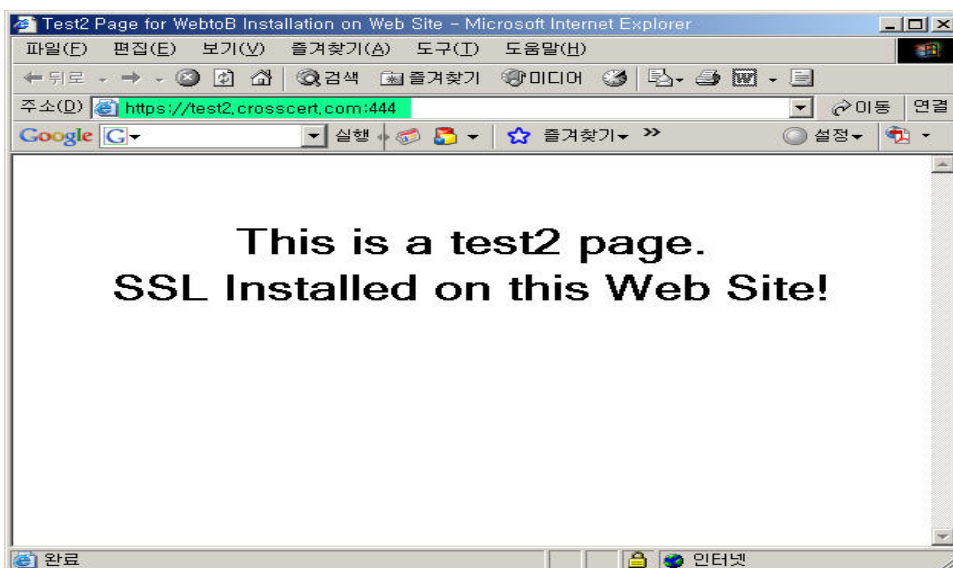 Test2 Page for WebtoB Installation on Web Site - Microsoft Internet Explorer
파일(F) 편집(E) 보기(V) 즐겨찾기(A) 도구(T) 도움말(H)
뒤로 검색 즐겨찾기 미디어
주소(D) https://test2.crosscert.com:444 이동 연결
Google G 실행 즐겨찾기 » 설정
This is a test2 page.
SSL Installed on this Web Site!
완료 인터넷